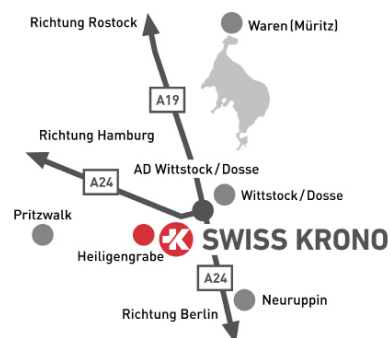 Richtung Rostock
Waren (Müritz)
A19
Richtung Hamburg
AD Wittstock/Dosse
A24
Wittstock/Dosse
Pritzwalk
SWISS KRONO
Heiligengrabe
A24
Neuruppin
Richtung Berlin